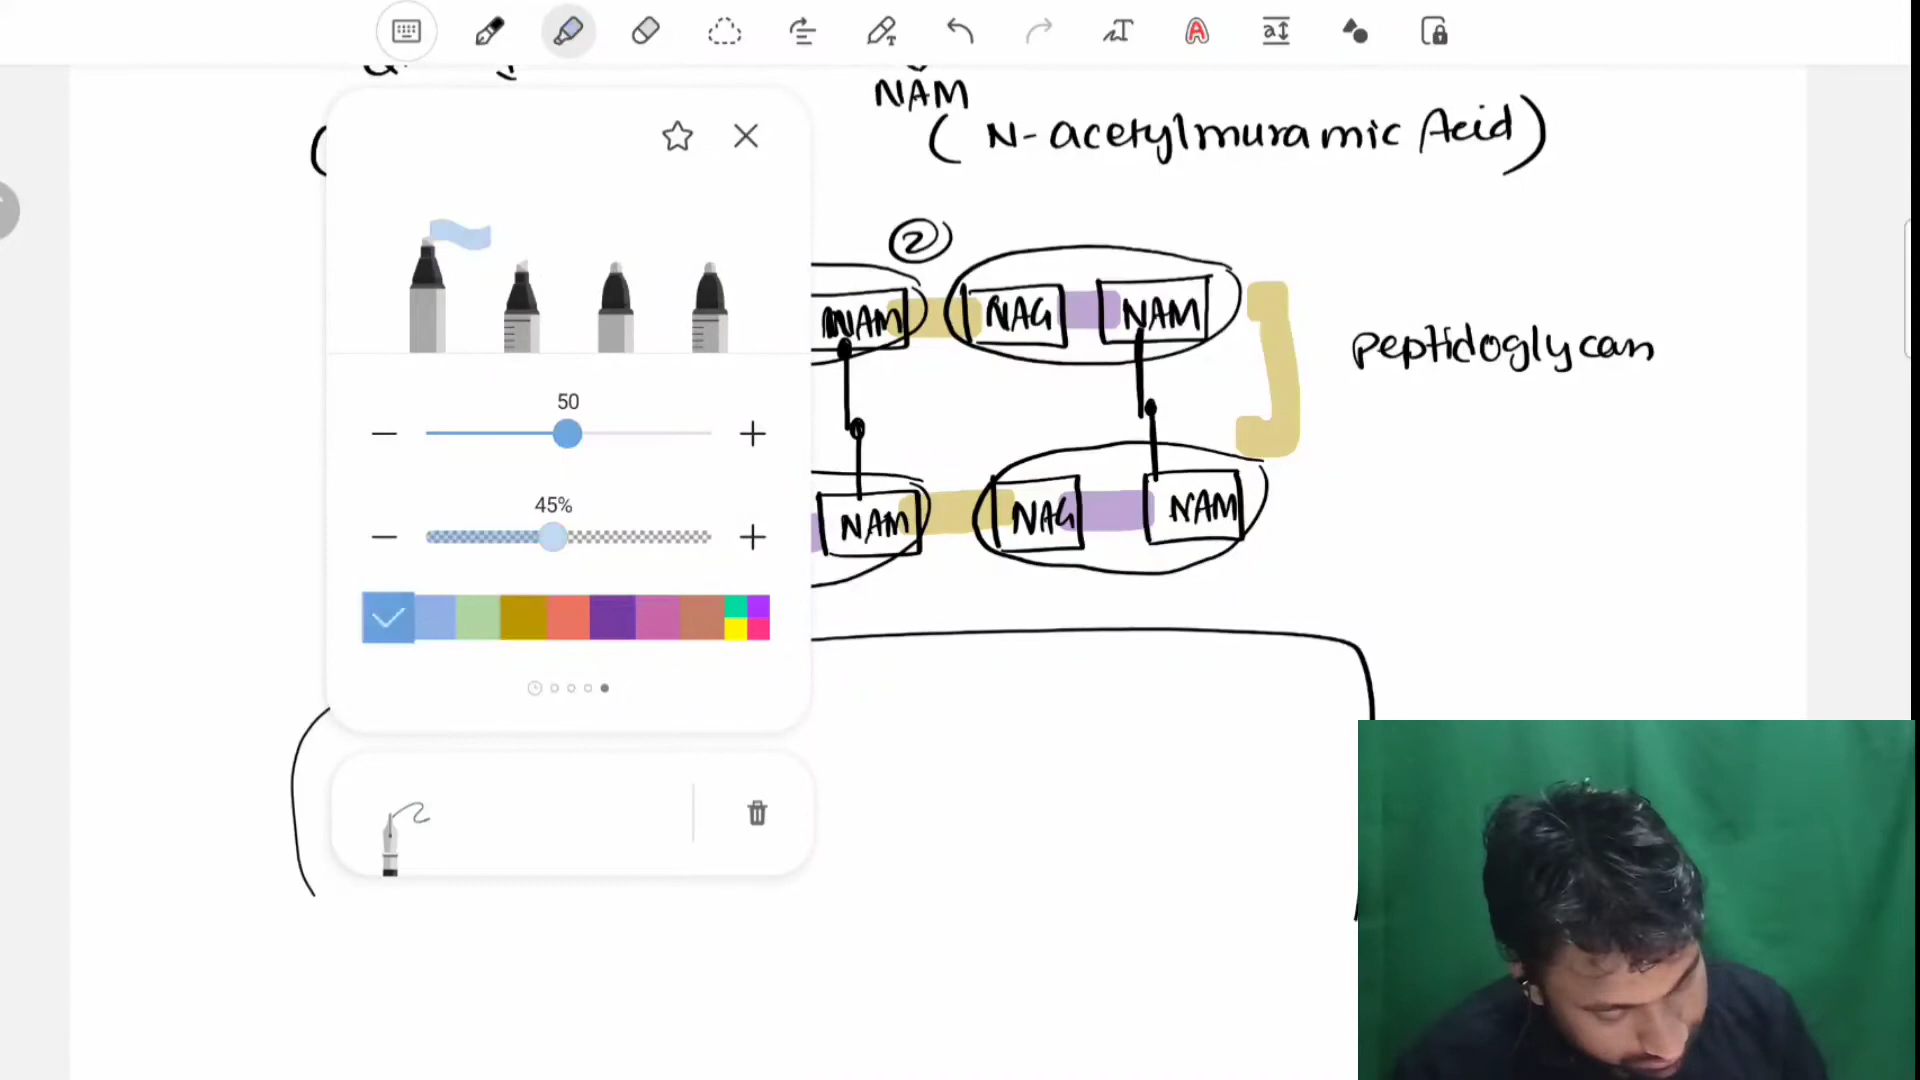 NAM
( N-acetylmuramic Acid)
②
NAM NAG NAM
peptidoglycan
50
45%
NAM NAG NAM